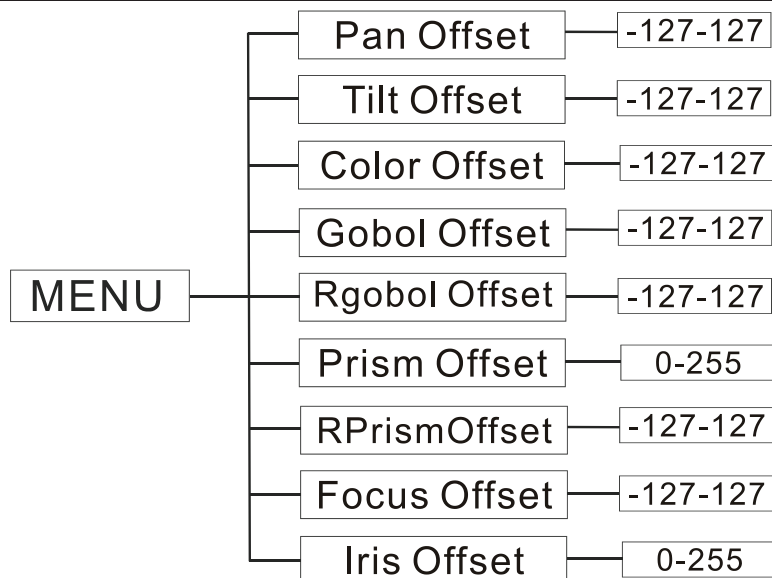 Pan Offset -127-127
Tilt Offset -127-127
Color Offset -127-127
Gobol Offset -127-127
MENU
Rgobol Offset -127-127
Prism Offset 0-255
RPrismOffset -127-127
Focus Offset -127-127
Iris Offset 0-255